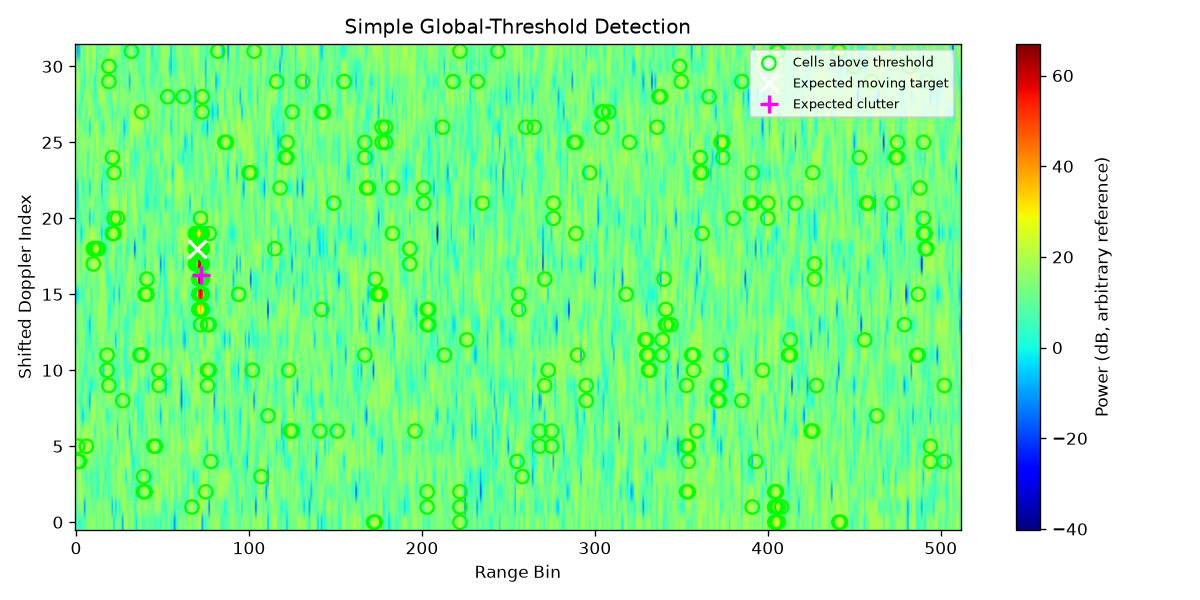 Simple Global-Threshold Detection
Cells above threshold
Expected moving target
Expected clutter
Shifted Doppler Index
30
25
20
15
10
5
0
0 100 200 300 400 500
Range Bin
60
40
20
0
−20
−40
Power (dB, arbitrary reference)